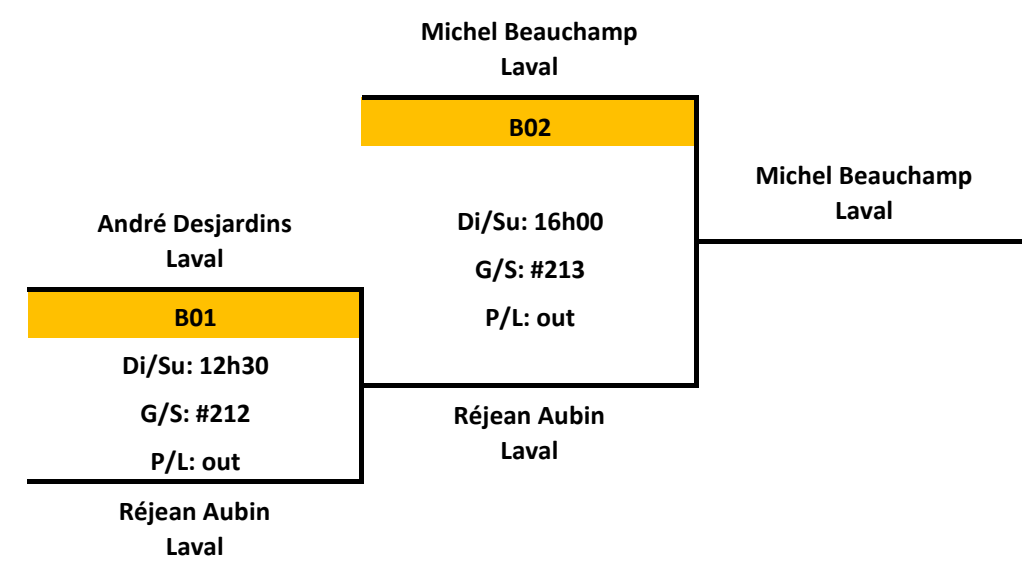 Michel Beauchamp
Laval
B02
Di/Su: 16h00
G/S: #213
P/L: out
Michel Beauchamp
Laval
André Desjardins
Laval
B01
Di/Su: 12h30
G/S: #212
P/L: out
Réjean Aubin
Laval
Réjean Aubin
Laval